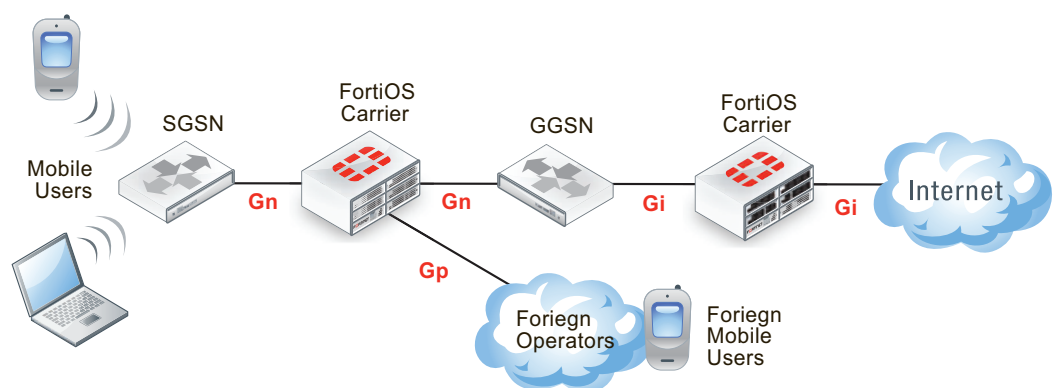 FortiOS
Carrier
SGSN
GGSN
FortiOS
Carrier
Mobile
Users
Gn
Gn
Gi
Gi
Internet
Gp
Foriegn
Operators
Foriegn
Mobile
Users